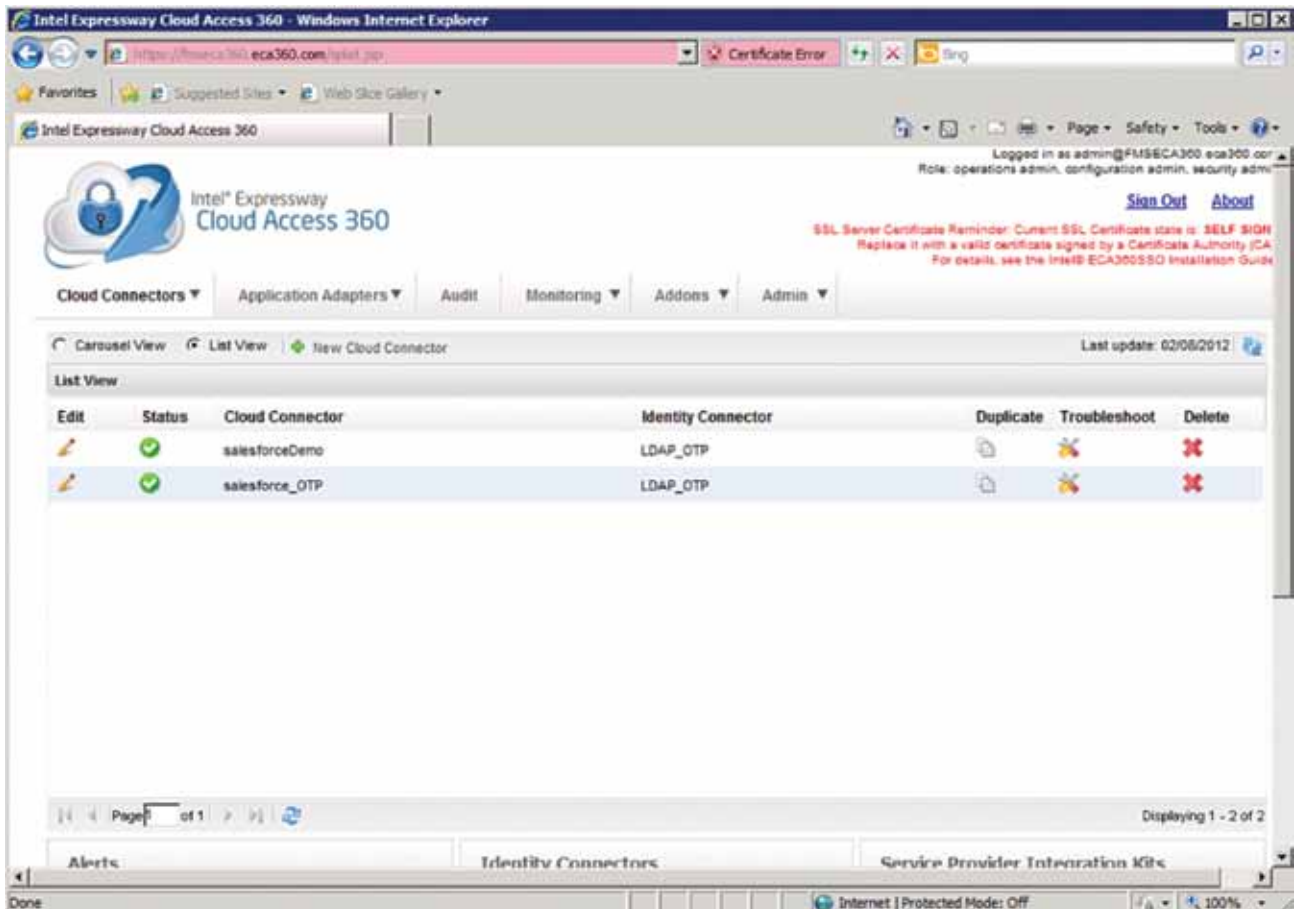 Intel Expressway Cloud Access 360 - Windows Internet Explorer
https://fmseca360.eca360.com/splat.jsp
Certificate Error
Bing
Favorites
Suggested Sites
Web Slice Gallery
Intel Expressway Cloud Access 360
Page
Safety
Tools
Logged in as admin@FMSECA360.eca360.com
Role: operations admin, configuration admin, security admi
Intel® Expressway
Cloud Access 360
Sign Out
About
SSL Server Certificate Reminder: Current SSL Certificate state is: SELF SIGN
Replace it with a valid certificate signed by a Certificate Authority (CA
For details, see the Intel® ECA360SSO Installation Guide
Cloud Connectors
Application Adapters
Audit
Monitoring
Addons
Admin
Carousel View
List View
New Cloud Connector
Last update: 02/08/2012
List View
Edit Status Cloud Connector Identity Connector Duplicate Troubleshoot Delete
salesforceDemo LDAP_OTP
salesforce_OTP LDAP_OTP
Page 1 of 1
Displaying 1 - 2 of 2
Alerts
Identity Connectors
Service Provider Integration Kits
Done
Internet | Protected Mode: Off
100%